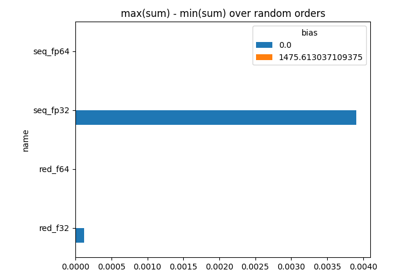 max(sum) - min(sum) over random orders
bias
0.0
1475.613037109375
seq_fp64
seq_fp32
name
red_f64
red_f32
0.0000 0.0005 0.0010 0.0015 0.0020 0.0025 0.0030 0.0035 0.0040